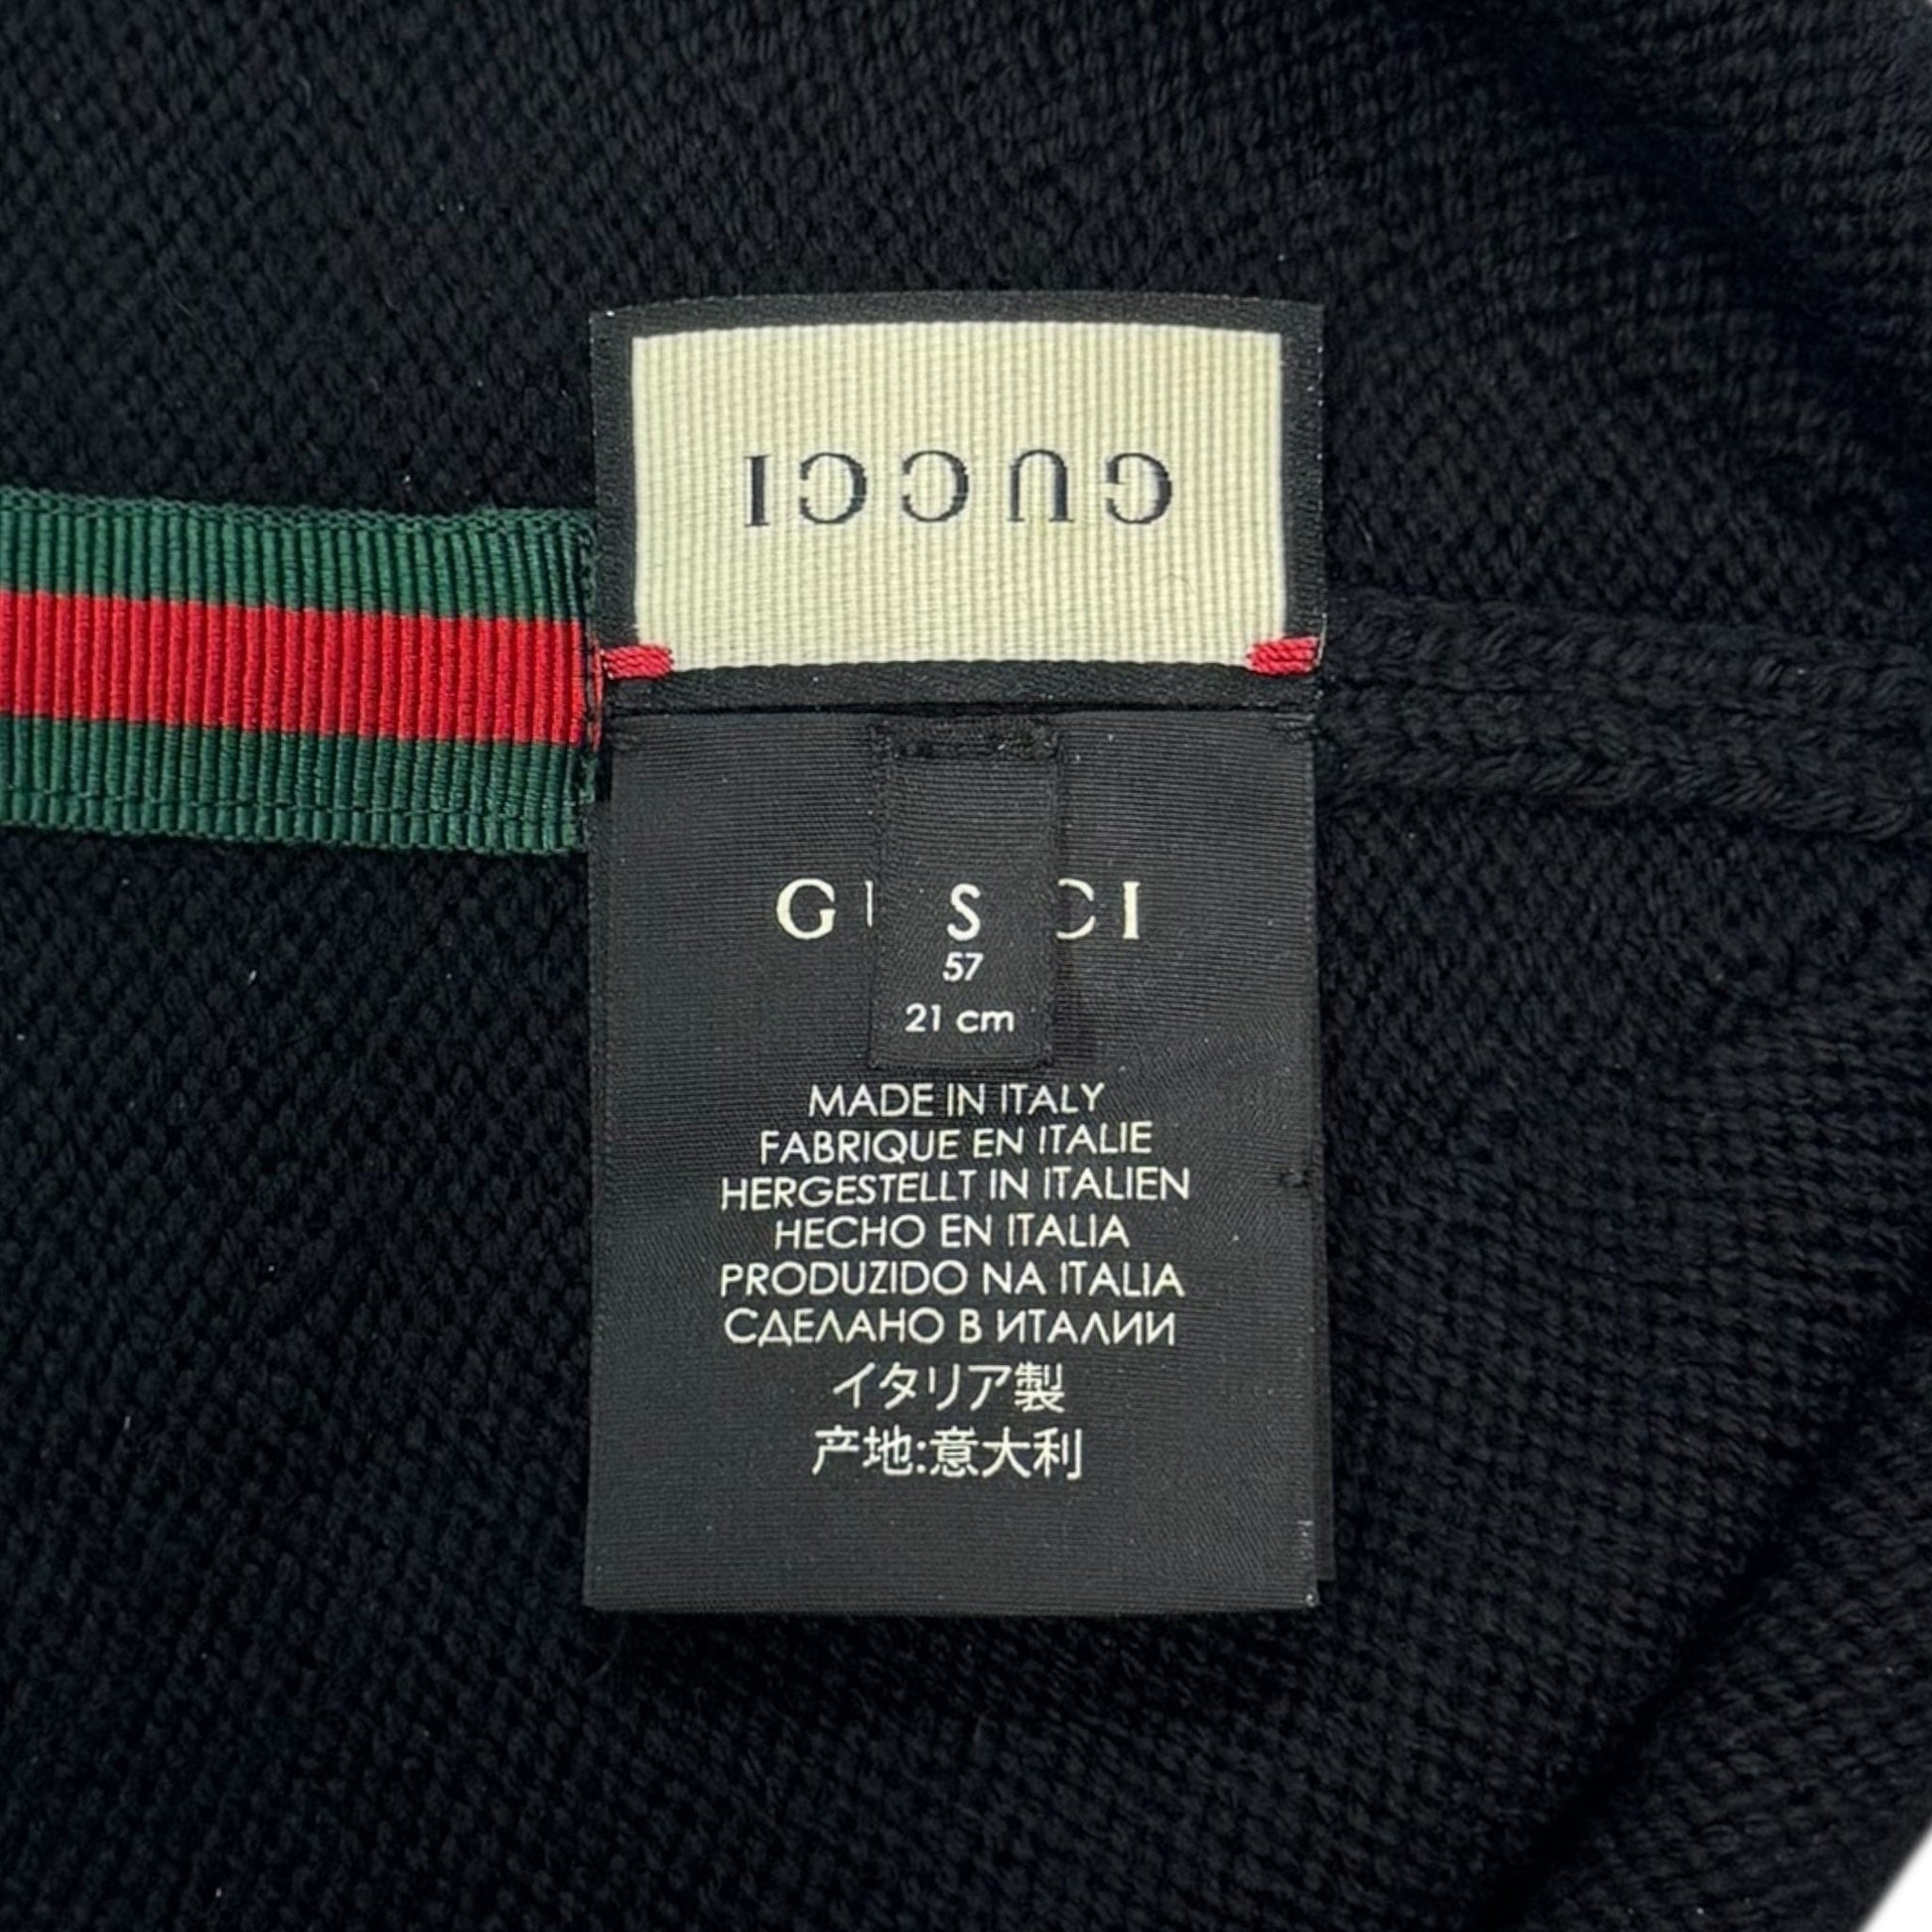 GUCCI
G CI
S
57
21 cm
MADE IN ITALY
FABRIQUE EN ITALIE
HERGESTELLT IN ITALIEN
HECHO EN ITALIA
PRODUZIDO NA ITALIA
СДЕЛАНО В ИТАЛИИ
イタリア製
产地:意大利